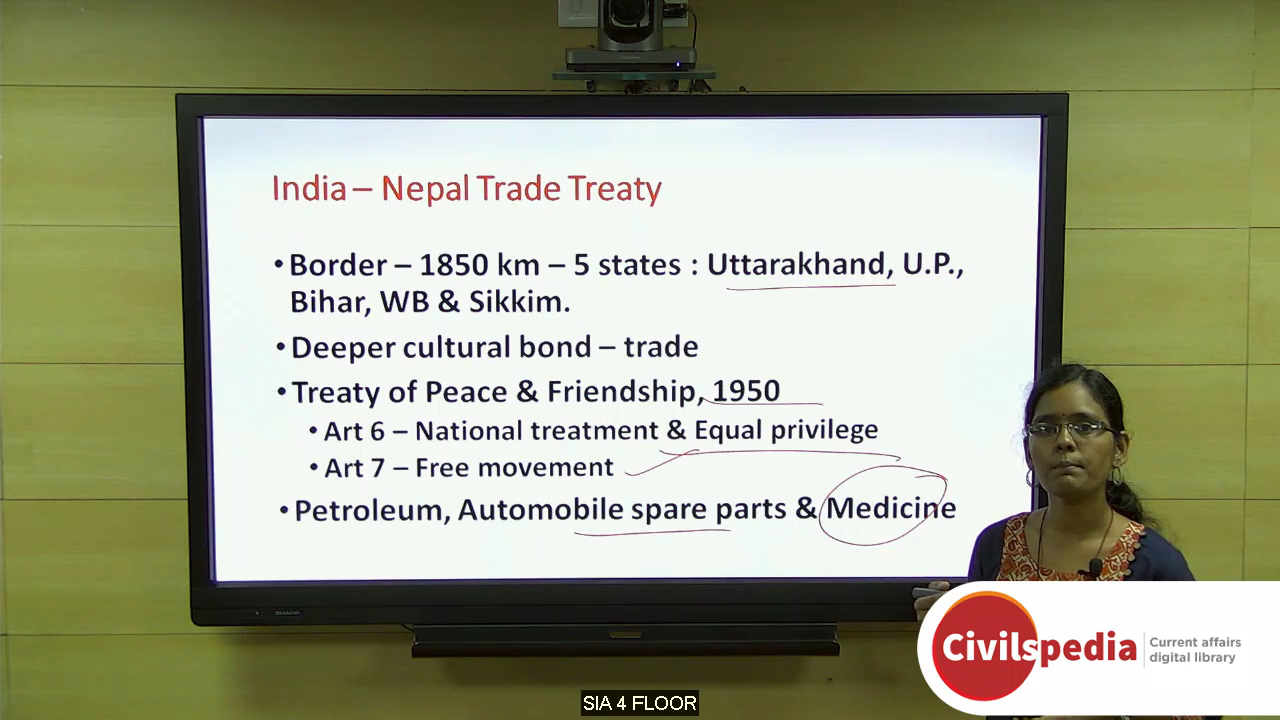 India – Nepal Trade Treaty
• Border – 1850 km – 5 states : Uttarakhand, U.P.,
Bihar, WB & Sikkim.
• Deeper cultural bond – trade
• Treaty of Peace & Friendship, 1950
• Art 6 – National treatment & Equal privilege
• Art 7 – Free movement
• Petroleum, Automobile spare parts & Medicine
SHARP
Civilspedia
Current affairs
digital library
SIA 4 FLOOR